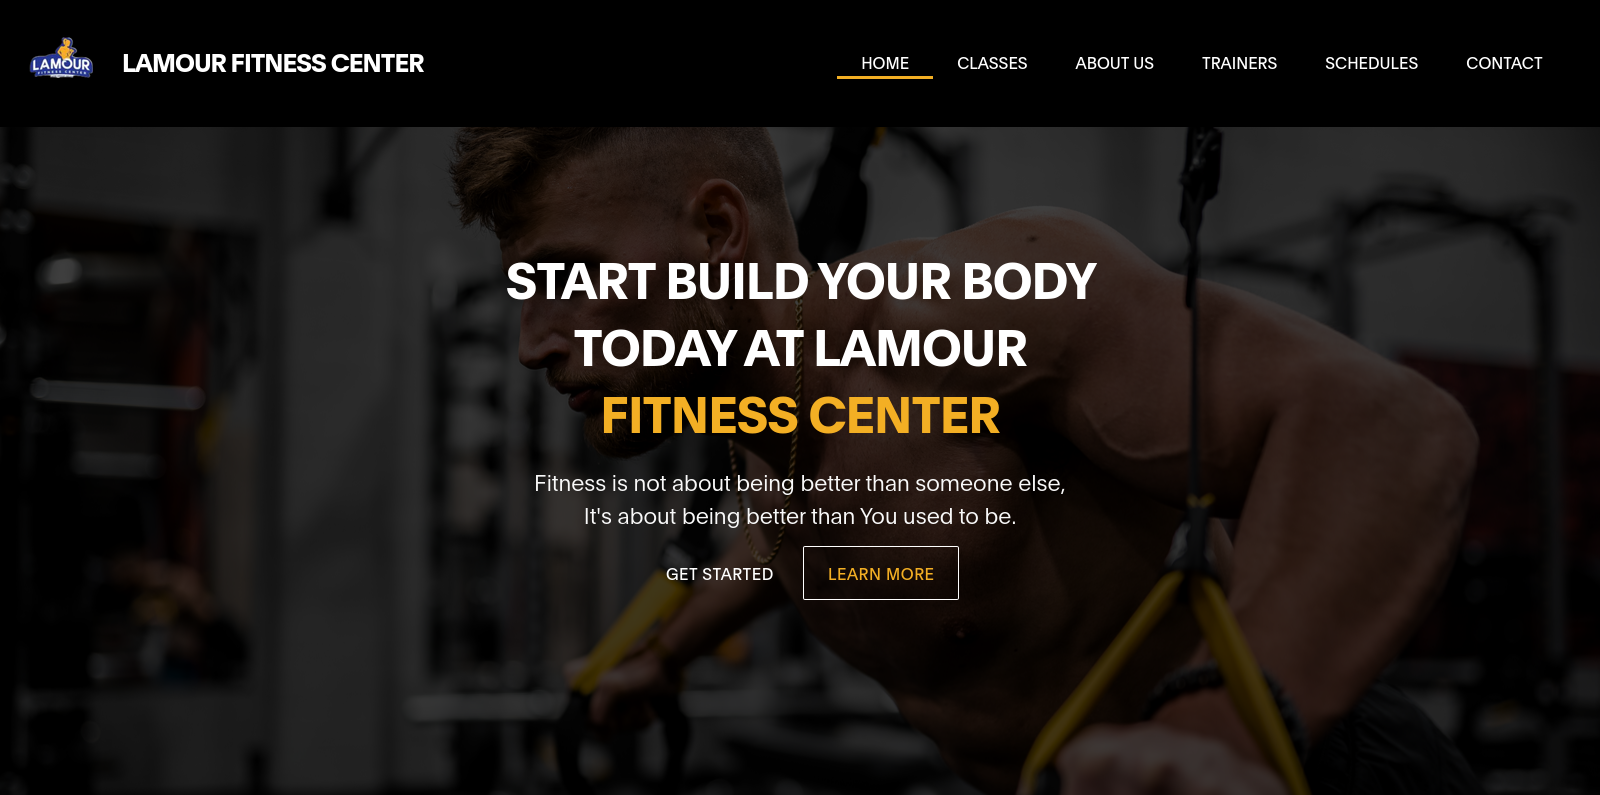 LAMOUR
FITNESS CENTER
LAMOUR FITNESS CENTER
HOME
CLASSES
ABOUT US
TRAINERS
SCHEDULES
CONTACT
START BUILD YOUR BODY
TODAY AT LAMOUR
FITNESS CENTER
Fitness is not about being better than someone else,
It's about being better than You used to be.
GET STARTED
LEARN MORE